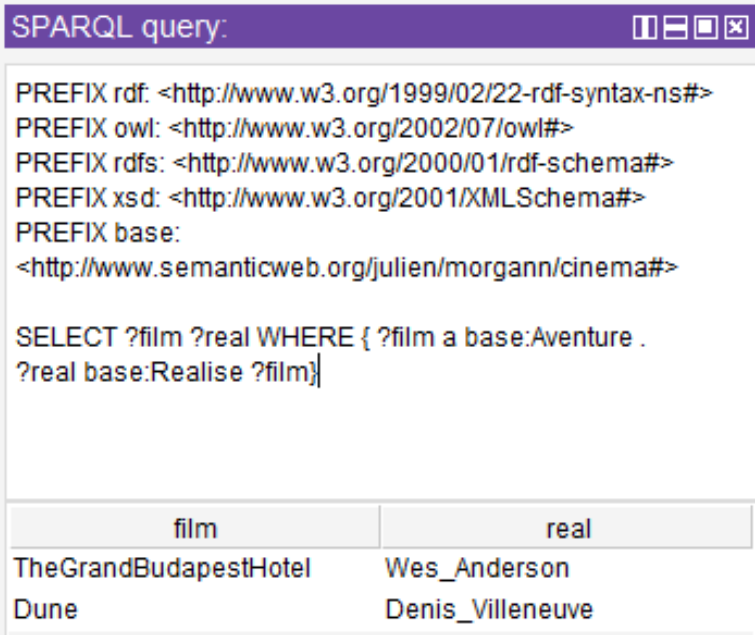 SPARQL query:
PREFIX rdf: <http://www.w3.org/1999/02/22-rdf-syntax-ns#>
PREFIX owl: <http://www.w3.org/2002/07/owl#>
PREFIX rdfs: <http://www.w3.org/2000/01/rdf-schema#>
PREFIX xsd: <http://www.w3.org/2001/XMLSchema#>
PREFIX base:
<http://www.semanticweb.org/julien/morgann/cinema#>
SELECT ?film ?real WHERE { ?film a base:Aventure .
?real base:Realise ?film}
film real
TheGrandBudapestHotel Wes_Anderson
Dune Denis_Villeneuve